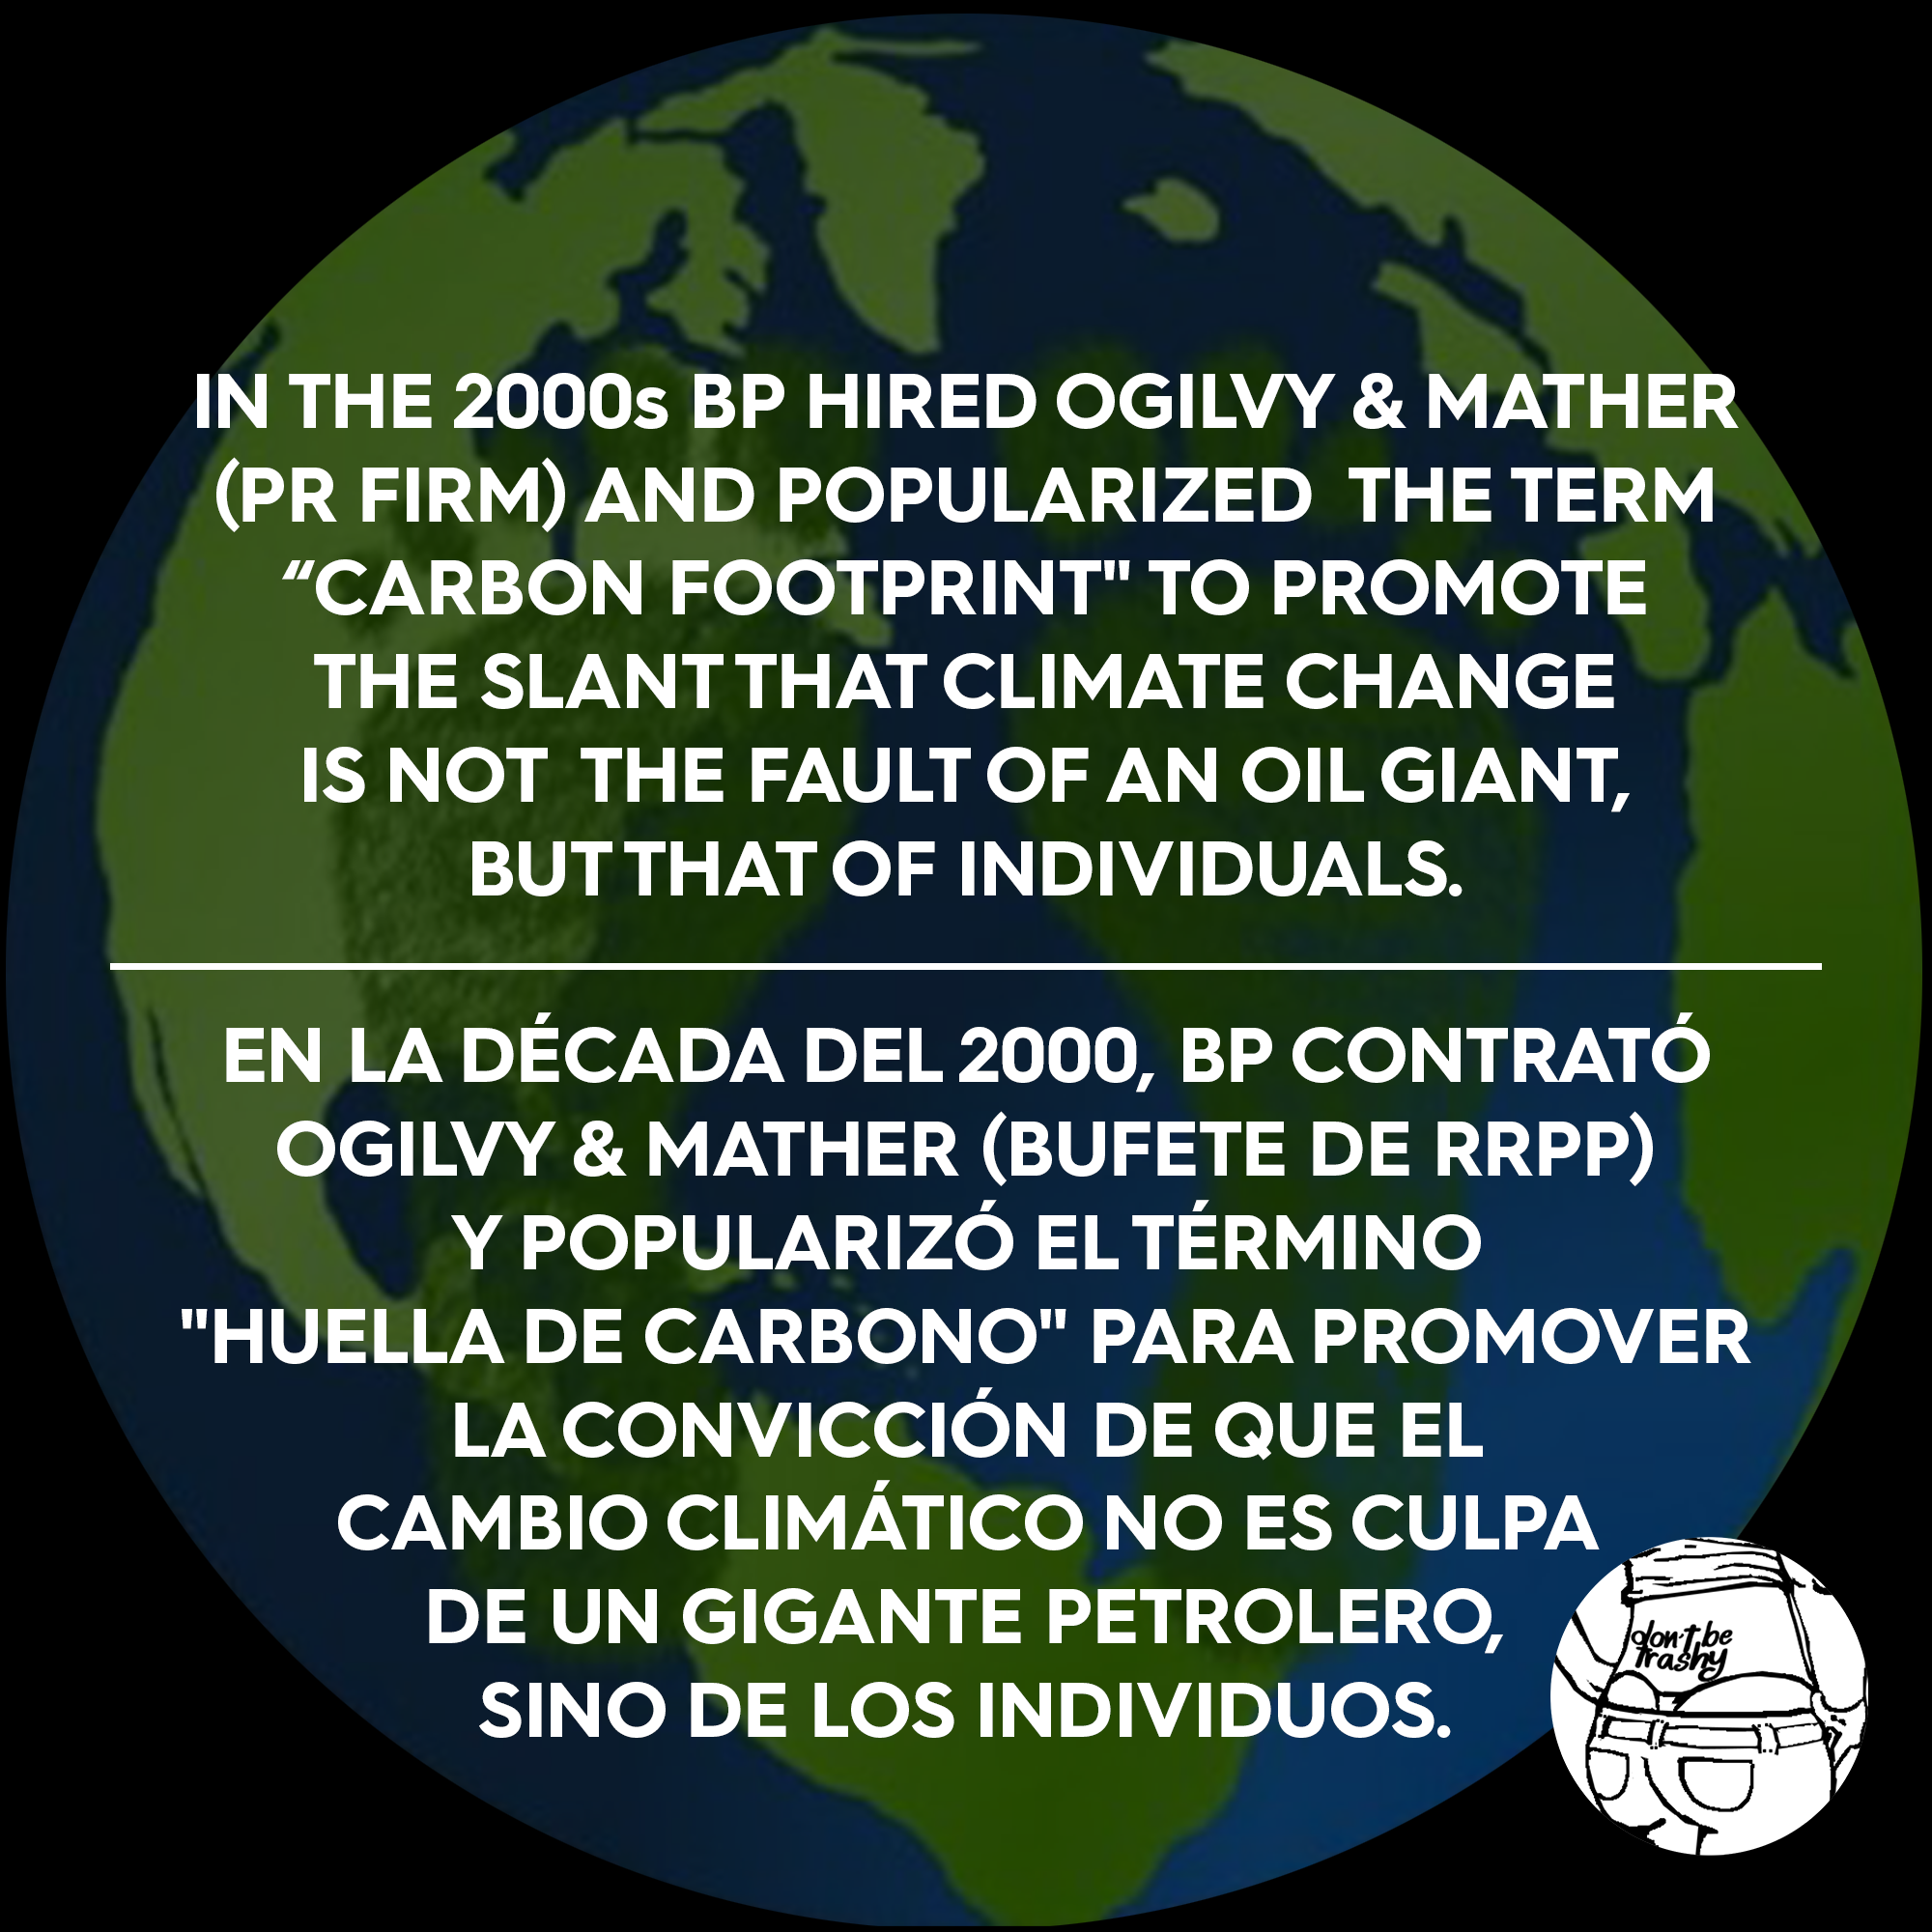 IN THE 2000s BP HIRED OGILVY & MATHER
(PR FIRM) AND POPULARIZED THE TERM
“CARBON FOOTPRINT" TO PROMOTE
THE SLANT THAT CLIMATE CHANGE
IS NOT THE FAULT OF AN OIL GIANT,
BUT THAT OF INDIVIDUALS.
EN LA DÉCADA DEL 2000, BP CONTRATÓ
OGILVY & MATHER (BUFETE DE RRPP)
Y POPULARIZÓ EL TÉRMINO
"HUELLA DE CARBONO" PARA PROMOVER
LA CONVICCIÓN DE QUE EL
CAMBIO CLIMÁTICO NO ES CULPA
DE UN GIGANTE PETROLERO,
SINO DE LOS INDIVIDUOS.
don't be
trashy